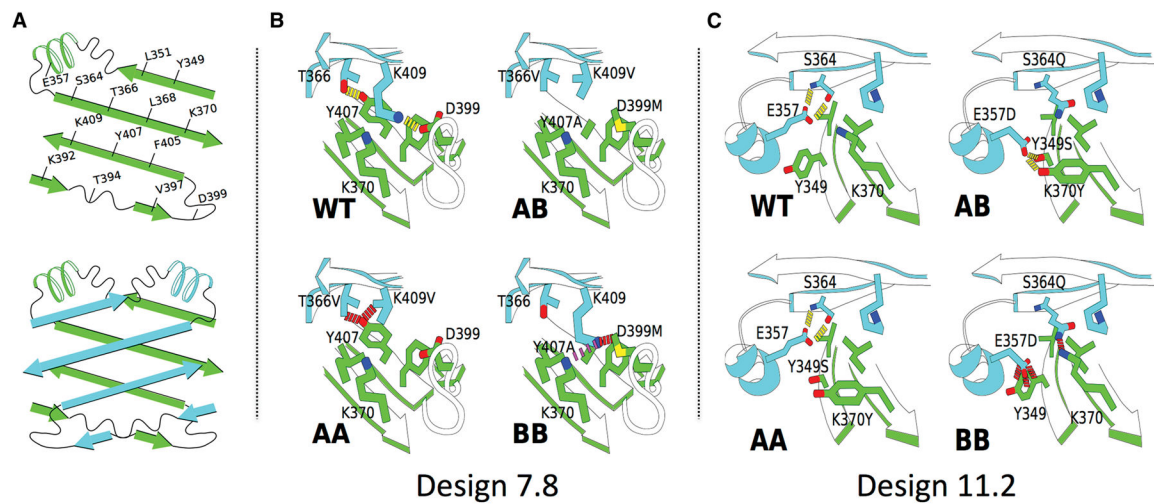 A
L351
Y349
E357
S364
T366
L368
K370
K409
Y407
F405
K392
T394
V397
D399
B
T366
K409
Y407
D399
K370
WT
T366V
K409V
Y407A
D399M
K370
AB
T366V
K409V
Y407
D399
K370
AA
T366
K409
Y407A
D399M
K370
BB
Design 7.8
C
S364
E357
Y349
K370
WT
S364Q
E357D
Y349S
K370Y
AB
S364
E357
Y349S
K370Y
AA
S364Q
E357D
Y349
K370
BB
Design 11.2